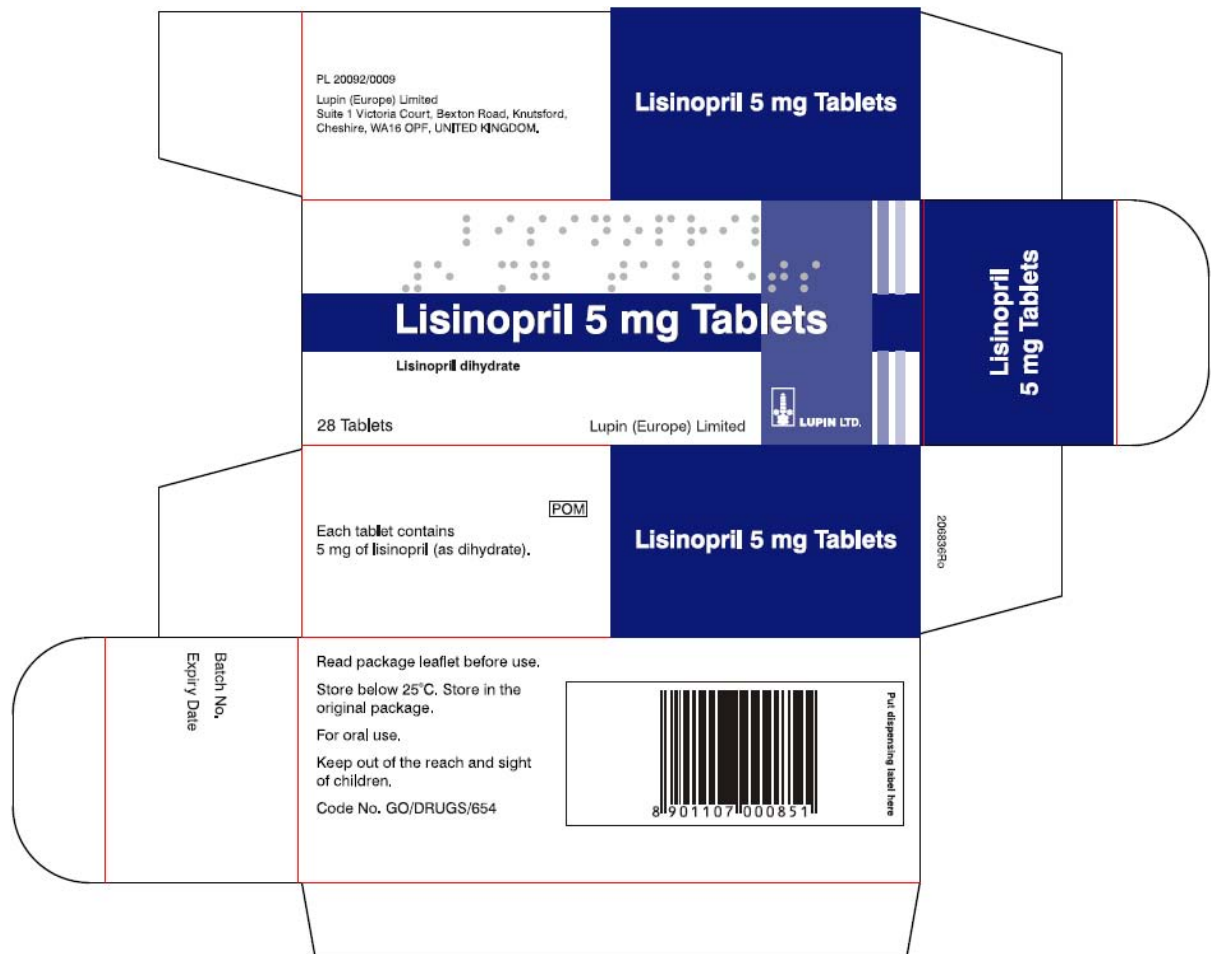 PL 20092/0009
Lupin (Europe) Limited
Suite 1 Victoria Court, Bexton Road, Knutsford,
Cheshire, WA16 OPF, UNITED KINGDOM.
Lisinopril 5 mg Tablets
Lisinopril 5 mg Tablets
Lisinopril dihydrate
28 Tablets
Lupin (Europe) Limited
LUPIN LTD.
Lisinopril
5 mg Tablets
POM
Each tablet contains
5 mg of lisinopril (as dihydrate).
Lisinopril 5 mg Tablets
206836Ro
Batch No.
Expiry Date
Read package leaflet before use.
Store below 25°C. Store in the
original package.
For oral use.
Keep out of the reach and sight
of children.
Code No. GO/DRUGS/654
8 901107 000851
Put dispensing label here